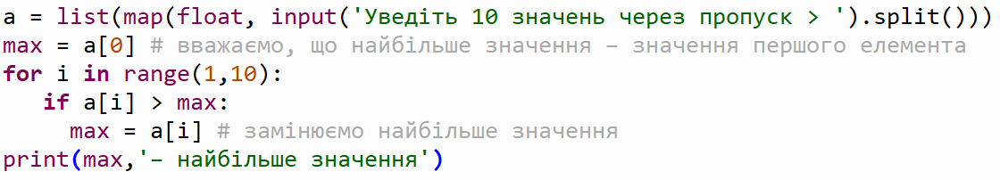 a = list(map(float, input('Уведіть 10 значень через пропуск > ').split()))
max = a[0] # вважаємо, що найбільше значення – значення першого елемента
for i in range(1,10):
   if a[i] > max:
     max = a[i] # замінюємо найбільше значення
print(max,'– найбільше значення')